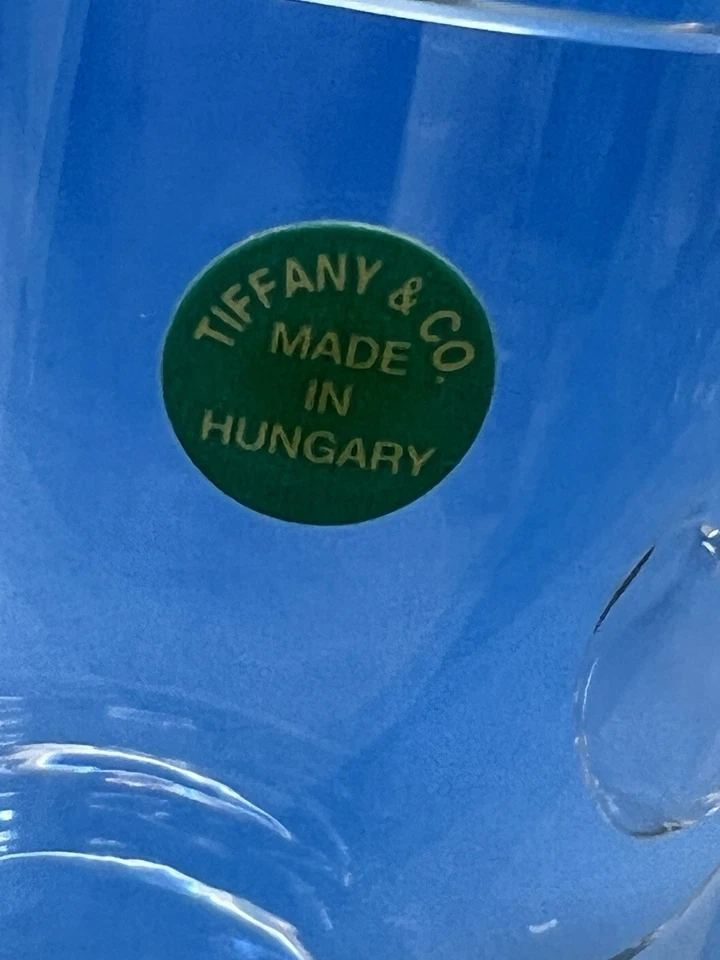 TIFFANY & CO.
MADE
IN
HUNGARY